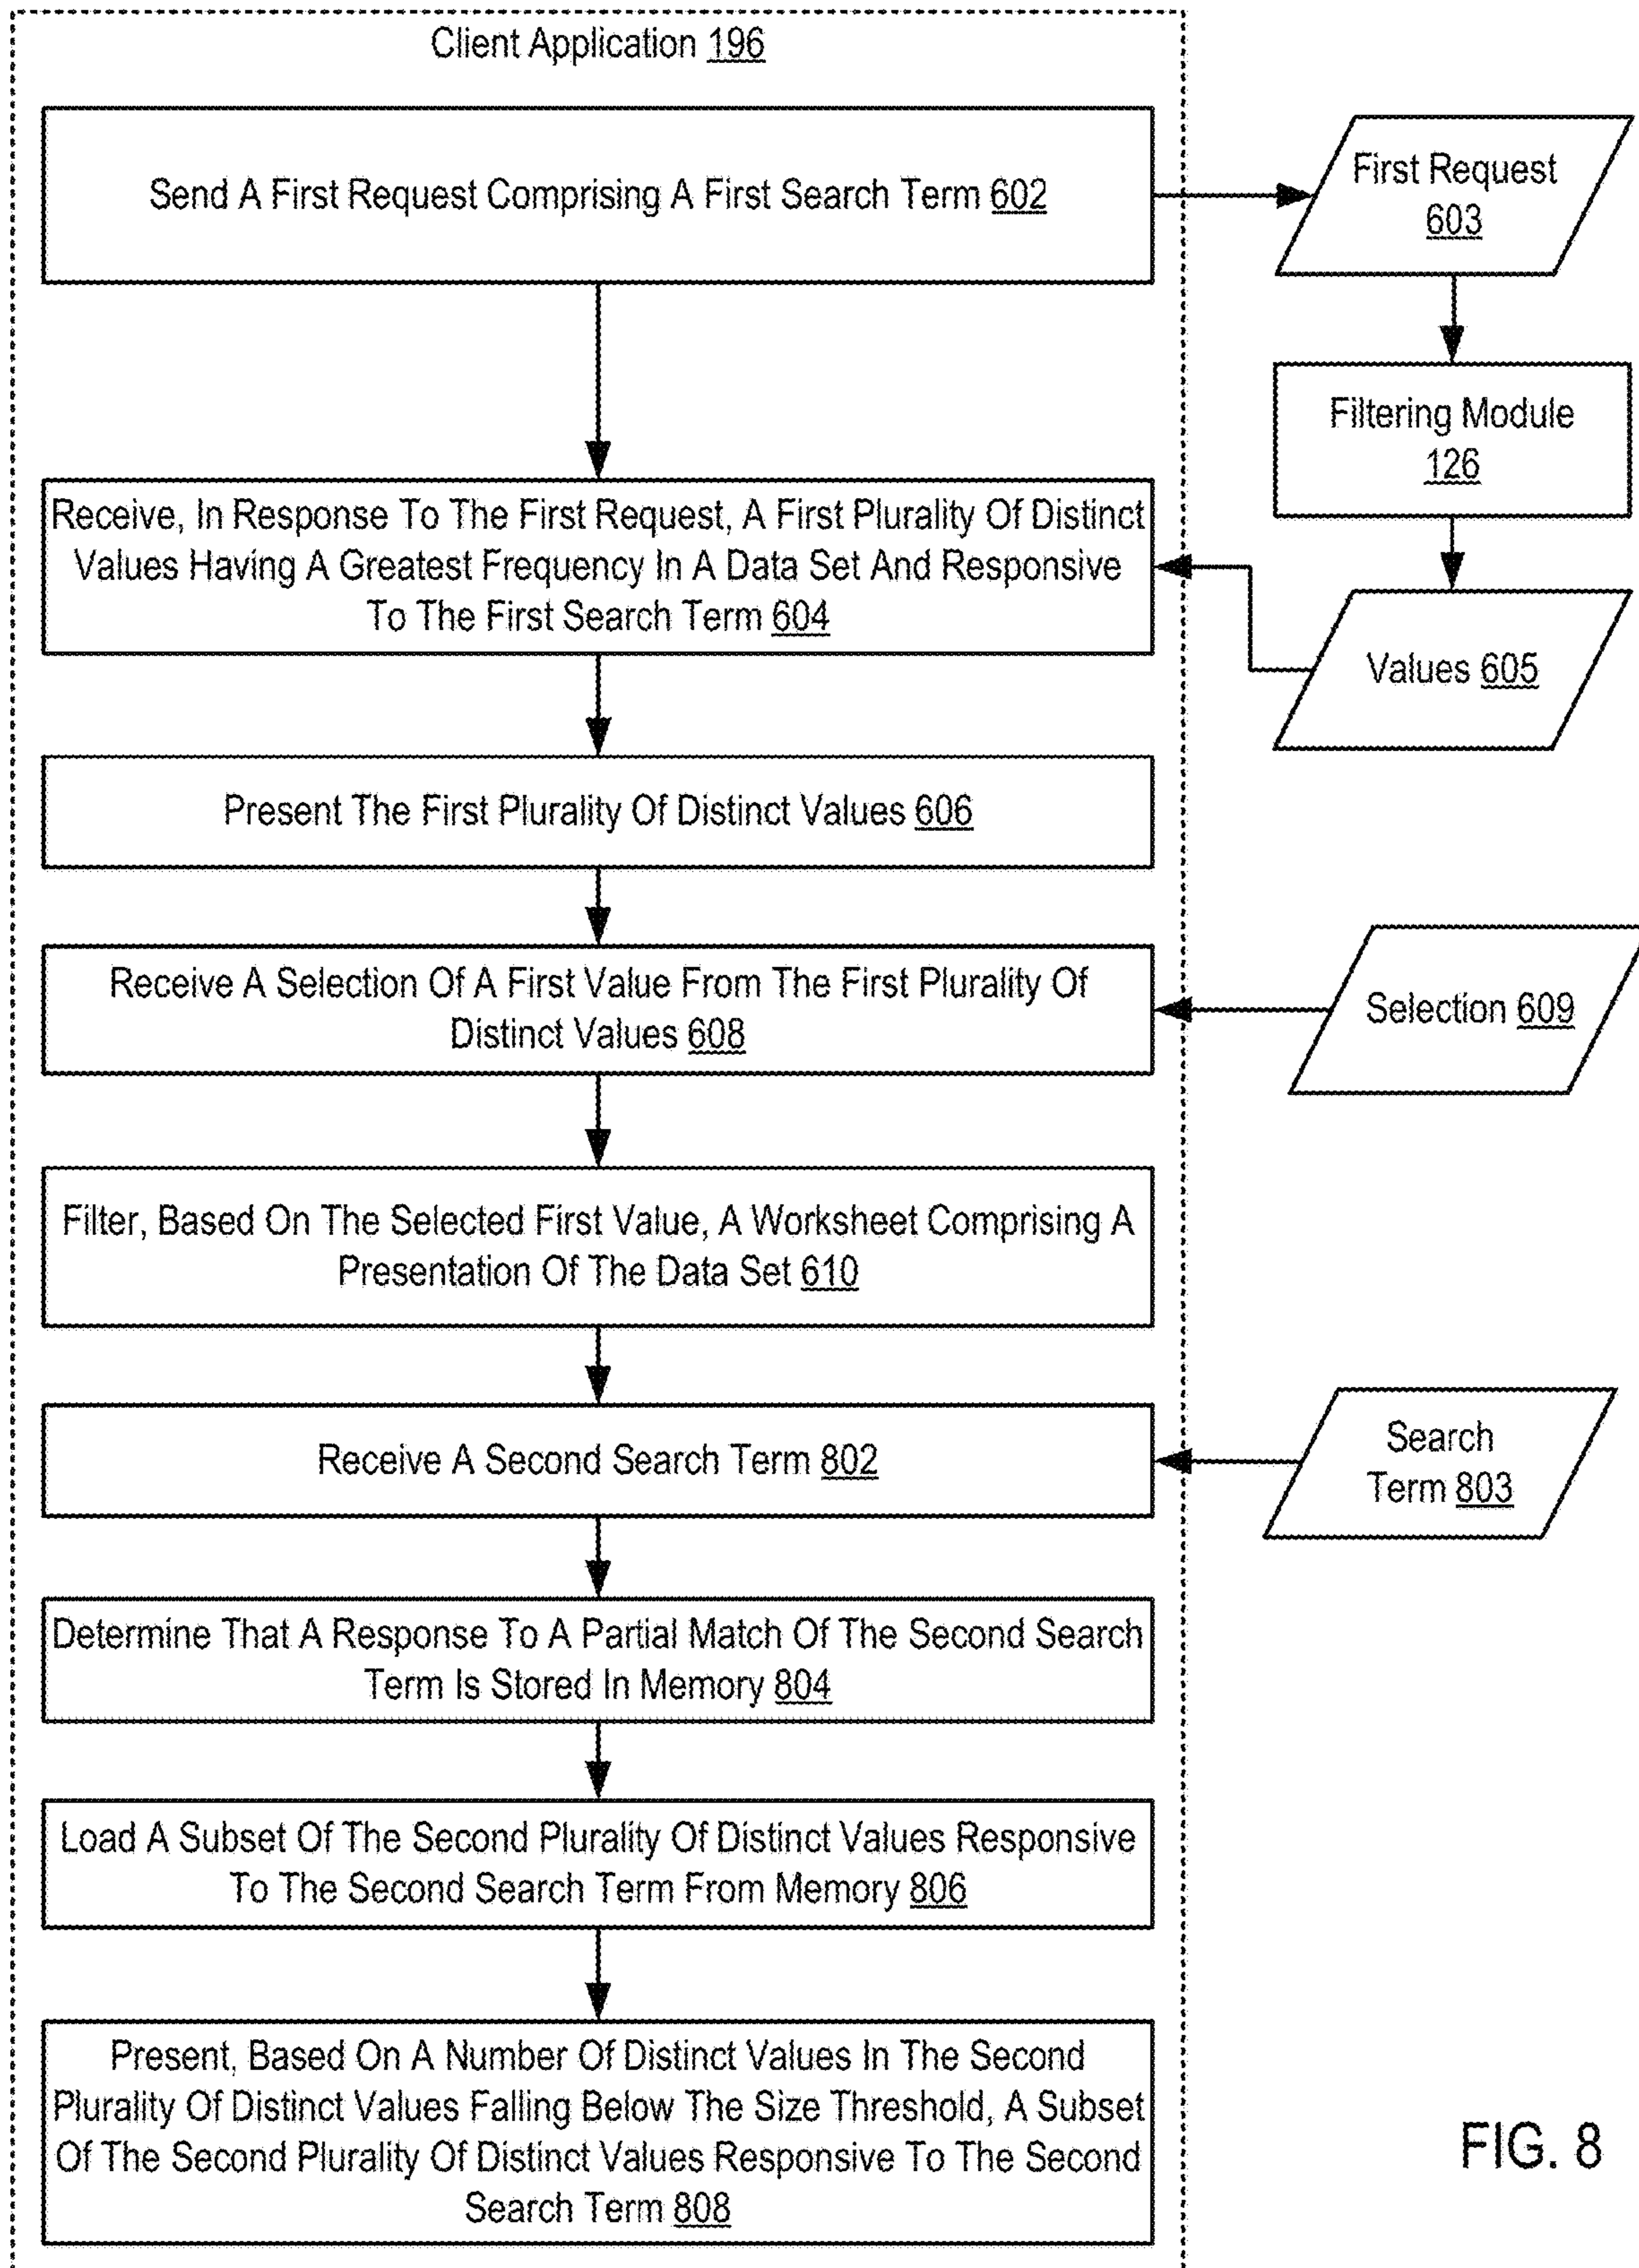 Client Application 196
Send A First Request Comprising A First Search Term 602
First Request
603
Filtering Module
126
Receive, In Response To The First Request, A First Plurality Of Distinct
Values Having A Greatest Frequency In A Data Set And Responsive
To The First Search Term 604
Values 605
Present The First Plurality Of Distinct Values 606
Receive A Selection Of A First Value From The First Plurality Of
Distinct Values 608
Selection 609
Filter, Based On The Selected First Value, A Worksheet Comprising A
Presentation Of The Data Set 610
Receive A Second Search Term 802
Search
Term 803
Determine That A Response To A Partial Match Of The Second Search
Term Is Stored In Memory 804
Load A Subset Of The Second Plurality Of Distinct Values Responsive
To The Second Search Term From Memory 806
Present, Based On A Number Of Distinct Values In The Second
Plurality Of Distinct Values Falling Below The Size Threshold, A Subset
Of The Second Plurality Of Distinct Values Responsive To The Second
Search Term 808
FIG. 8